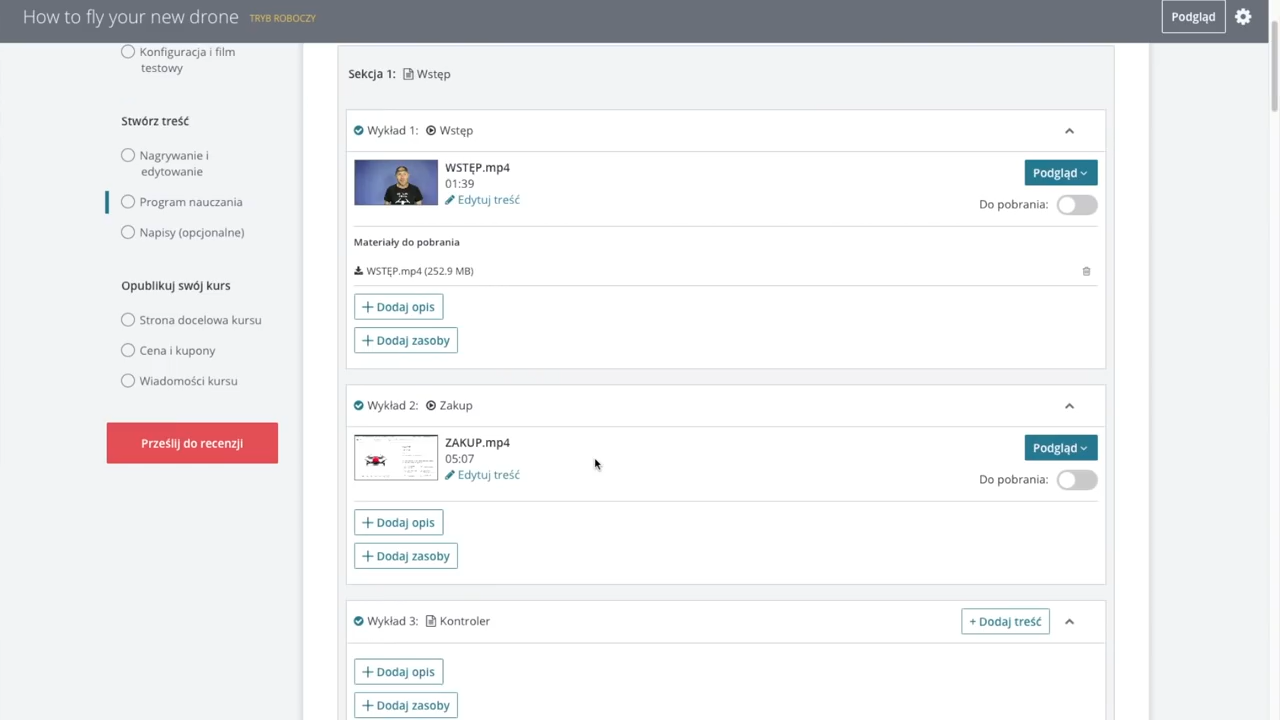 How to fly your new drone TRYB ROBOCZY
Podgląd
Konfiguracja i film
testowy
Stwórz treść
Nagrywanie i
edytowanie
Program nauczania
Napisy (opcjonalne)
Opublikuj swój kurs
Strona docelowa kursu
Cena i kupony
Wiadomości kursu
Prześlij do recenzji
Sekcja 1: Wstęp
Wykład 1: Wstęp
WSTĘP.mp4
01:39
Edytuj treść
Podgląd
Do pobrania:
Materiały do pobrania
WSTĘP.mp4 (252.9 MB)
+ Dodaj opis
+ Dodaj zasoby
Wykład 2: Zakup
ZAKUP.mp4
05:07
Edytuj treść
Podgląd
Do pobrania:
+ Dodaj opis
+ Dodaj zasoby
Wykład 3: Kontroler
+ Dodaj treść
+ Dodaj opis
+ Dodaj zasoby